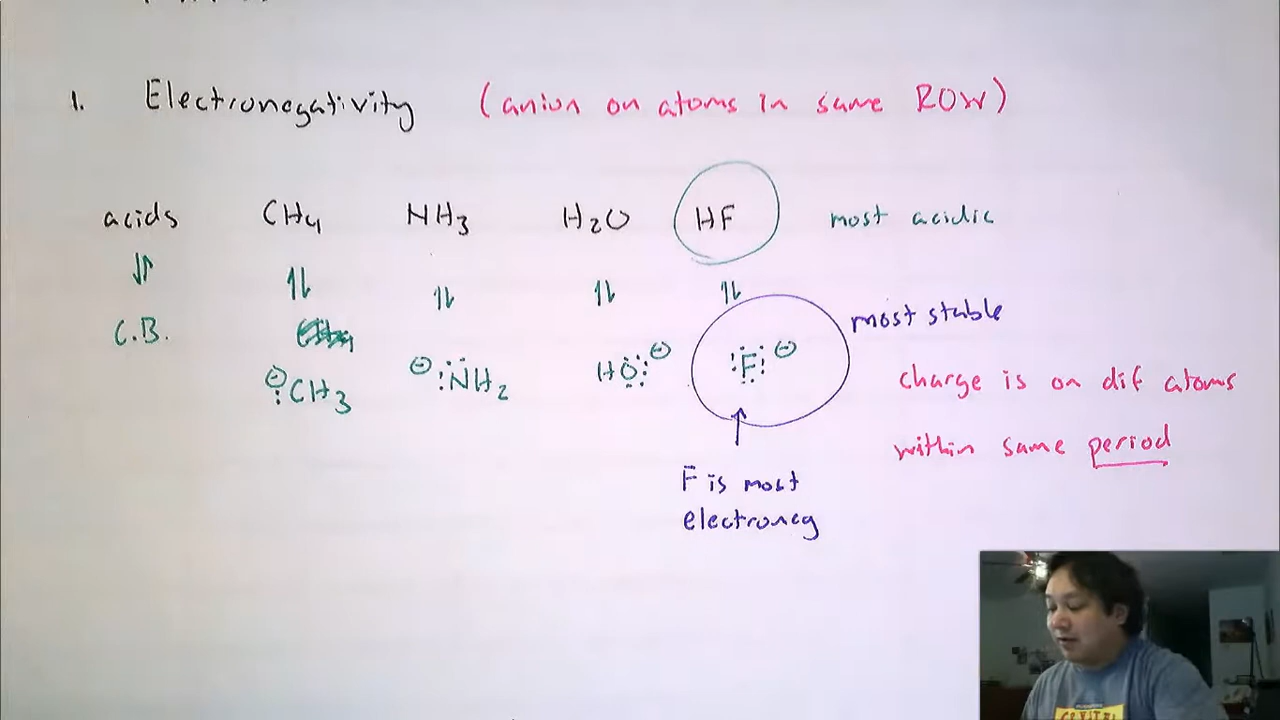 1. Electronegativity (anion on atoms in same ROW)
acids CH4 NH3 H2O HF most acidic
⇌ ⇌ ⇌ ⇌ ⇌
C.B. most stable
⊖:CH3 ⊖:N̈H2 HO⊖ F⊖ charge is on dif atoms
within same period
F is most
electroneg